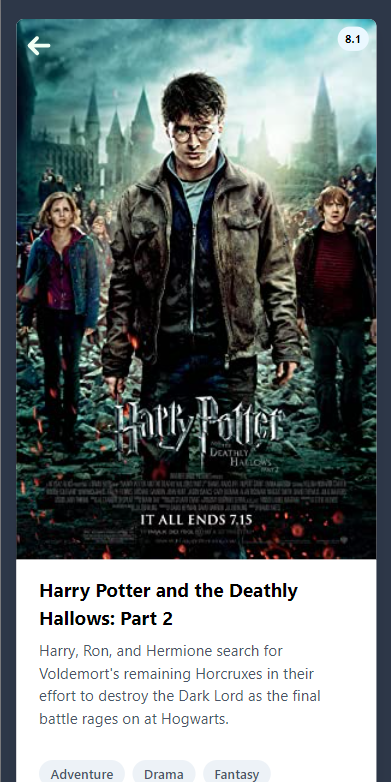 8.1
Harry Potter
AND THE
DEATHLY
HALLOWS
PART 2
IT ALL ENDS 7.15
Harry Potter and the Deathly
Hallows: Part 2
Harry, Ron, and Hermione search for
Voldemort's remaining Horcruxes in their
effort to destroy the Dark Lord as the final
battle rages on at Hogwarts.
Adventure Drama Fantasy